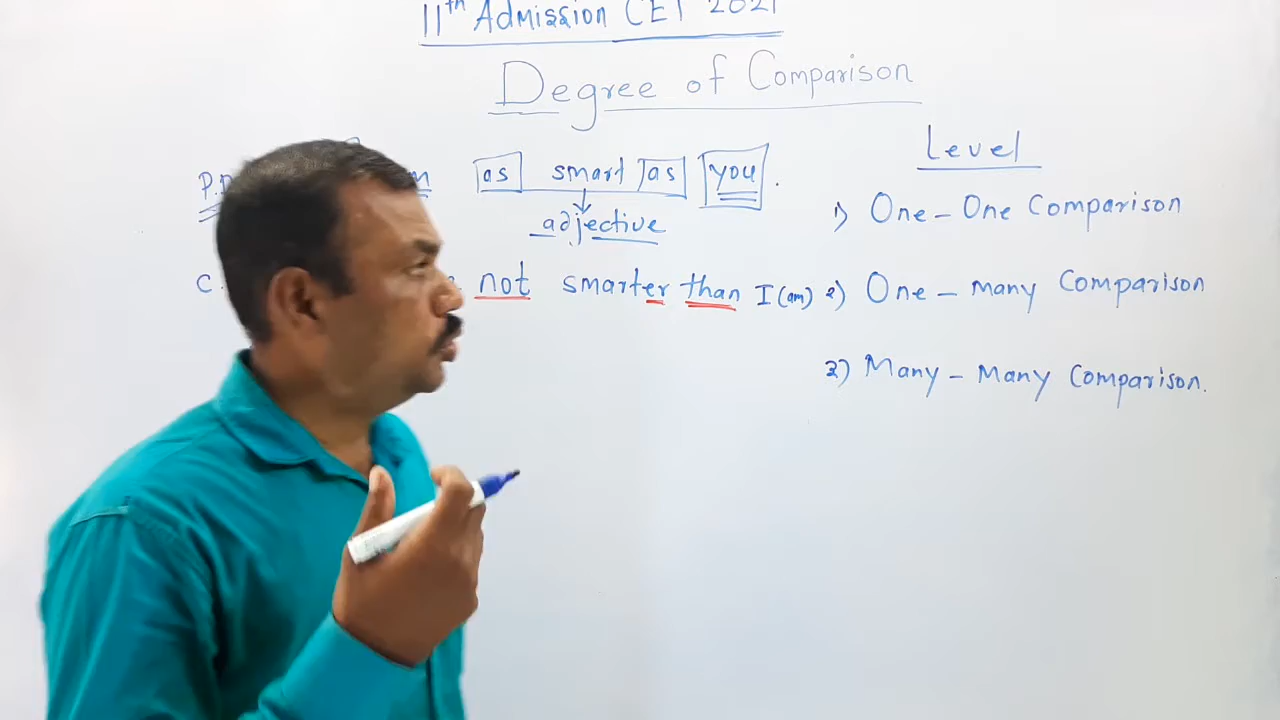 11th Admission CET 2021
Degree of Comparison
Level
P.D as smart as you.
adjective
1) One - One Comparison
C. not smarter than I (am)
2) One - Many Comparison
3) Many - Many Comparison.